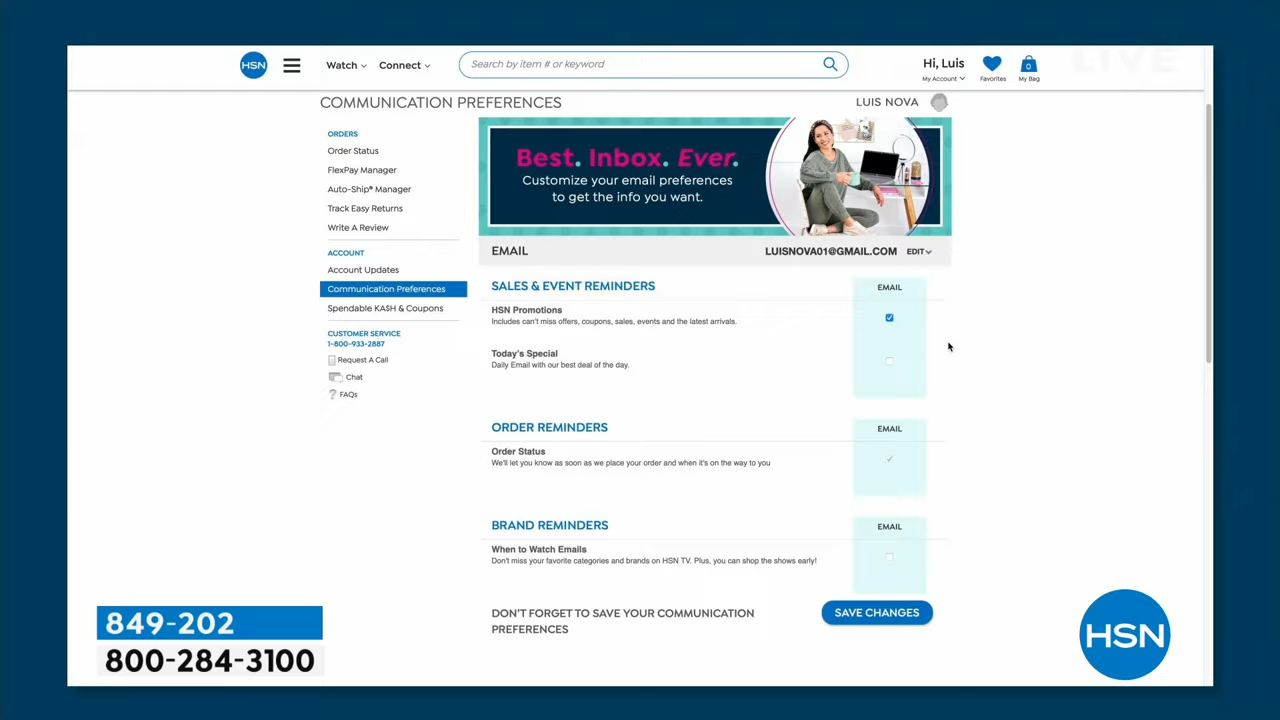 HSN
Watch
Connect
Search by item # or keyword
Hi, Luis
My Account
Favorites
0
My Bag
LIVE
COMMUNICATION PREFERENCES
LUIS NOVA
ORDERS
Order Status
FlexPay Manager
Auto-Ship® Manager
Track Easy Returns
Write A Review
ACCOUNT
Account Updates
Communication Preferences
Spendable KA$H & Coupons
CUSTOMER SERVICE
1-800-933-2887
Request A Call
Chat
FAQs
Best. Inbox. Ever.
Customize your email preferences
to get the info you want.
EMAIL
LUISNOVA01@GMAIL.COM
EDIT
SALES & EVENT REMINDERS
EMAIL
HSN Promotions
Includes can't miss offers, coupons, sales, events and the latest arrivals.
Today's Special
Daily Email with our best deal of the day.
ORDER REMINDERS
EMAIL
Order Status
We'll let you know as soon as we place your order and when it's on the way to you
BRAND REMINDERS
EMAIL
When to Watch Emails
Don't miss your favorite categories and brands on HSN TV. Plus, you can shop the shows early!
DON'T FORGET TO SAVE YOUR COMMUNICATION
PREFERENCES
SAVE CHANGES
849-202
800-284-3100
HSN